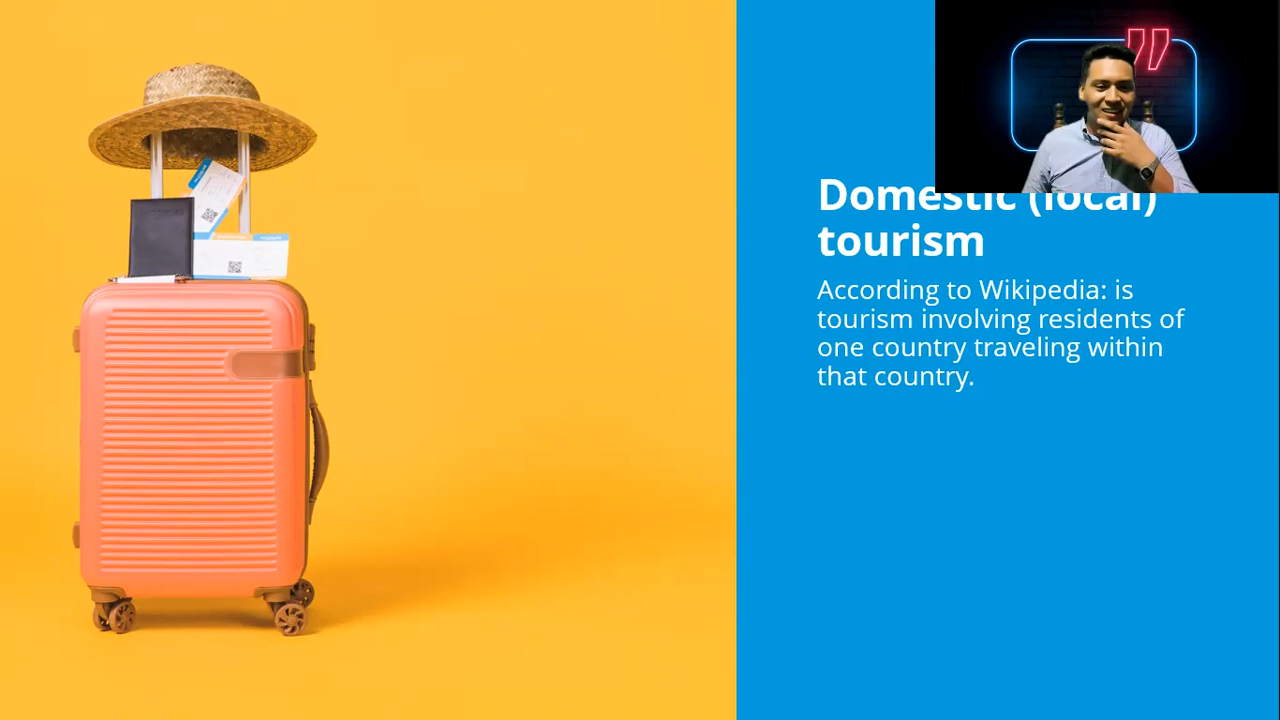 Domestic (local)
tourism
According to Wikipedia: is
tourism involving residents of
one country traveling within
that country.